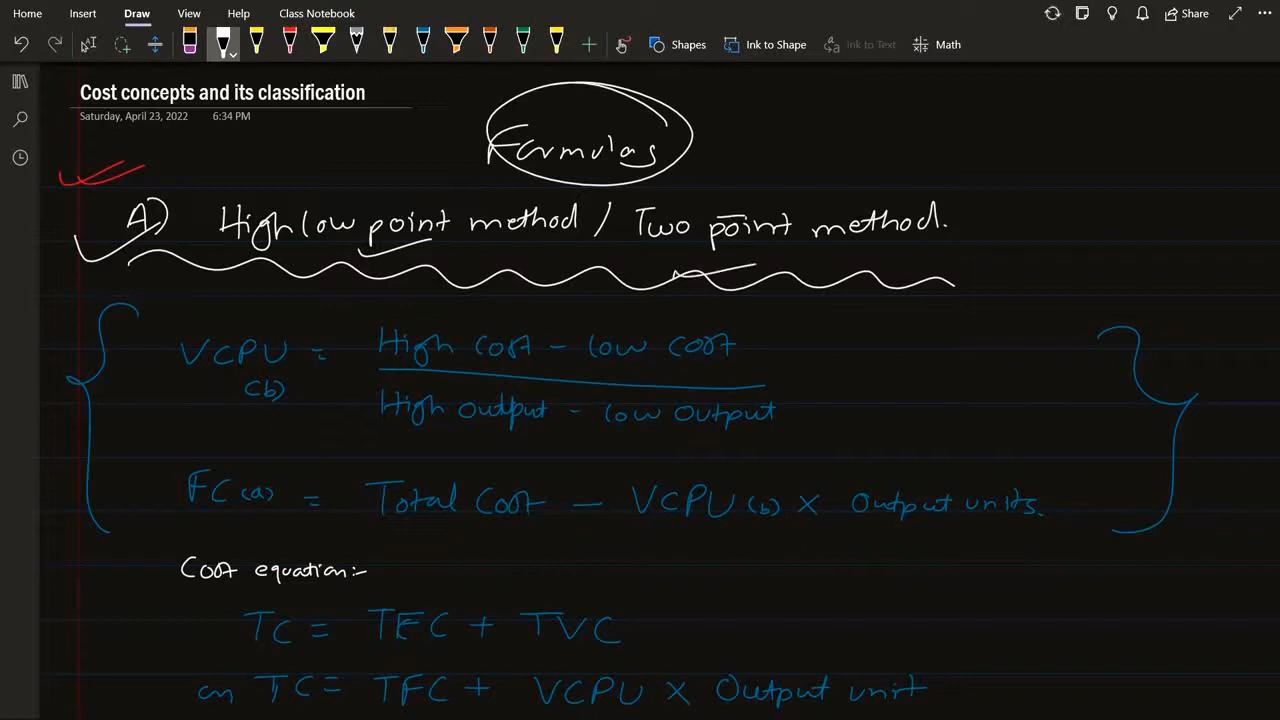 Home Insert Draw View Help Class Notebook Share
Shapes Ink to Shape Ink to Text Math
Cost concepts and its classification
Saturday, April 23, 2022 6:34 PM
Formulas
A) High low point method / Two point method.
VCPU = High Cost - low cost
(b)
High output - low output
FC(a) = Total Cost - VCPU(b) × Output units.
Cost equation:-
TC = TFC + TVC
or TC = TFC + VCPU × Output unit